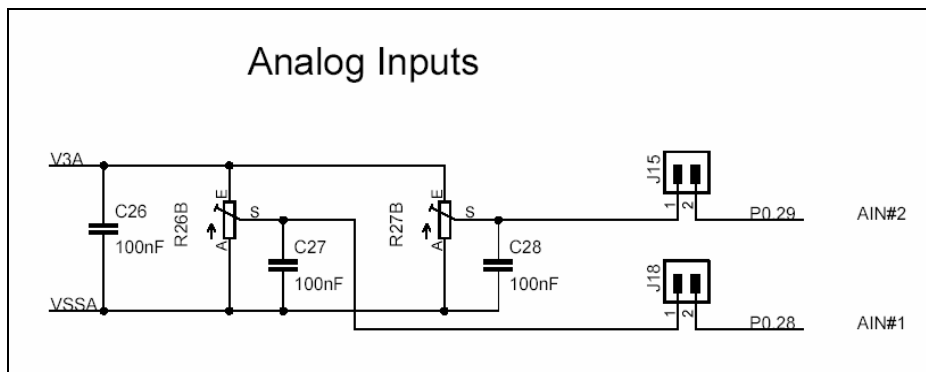 Analog Inputs
V3A
C26
100nF
R26B
E
S
A
C27
100nF
R27B
E
S
A
C28
100nF
J15
1
2
P0.29
AIN#2
VSSA
J18
1
2
P0.28
AIN#1